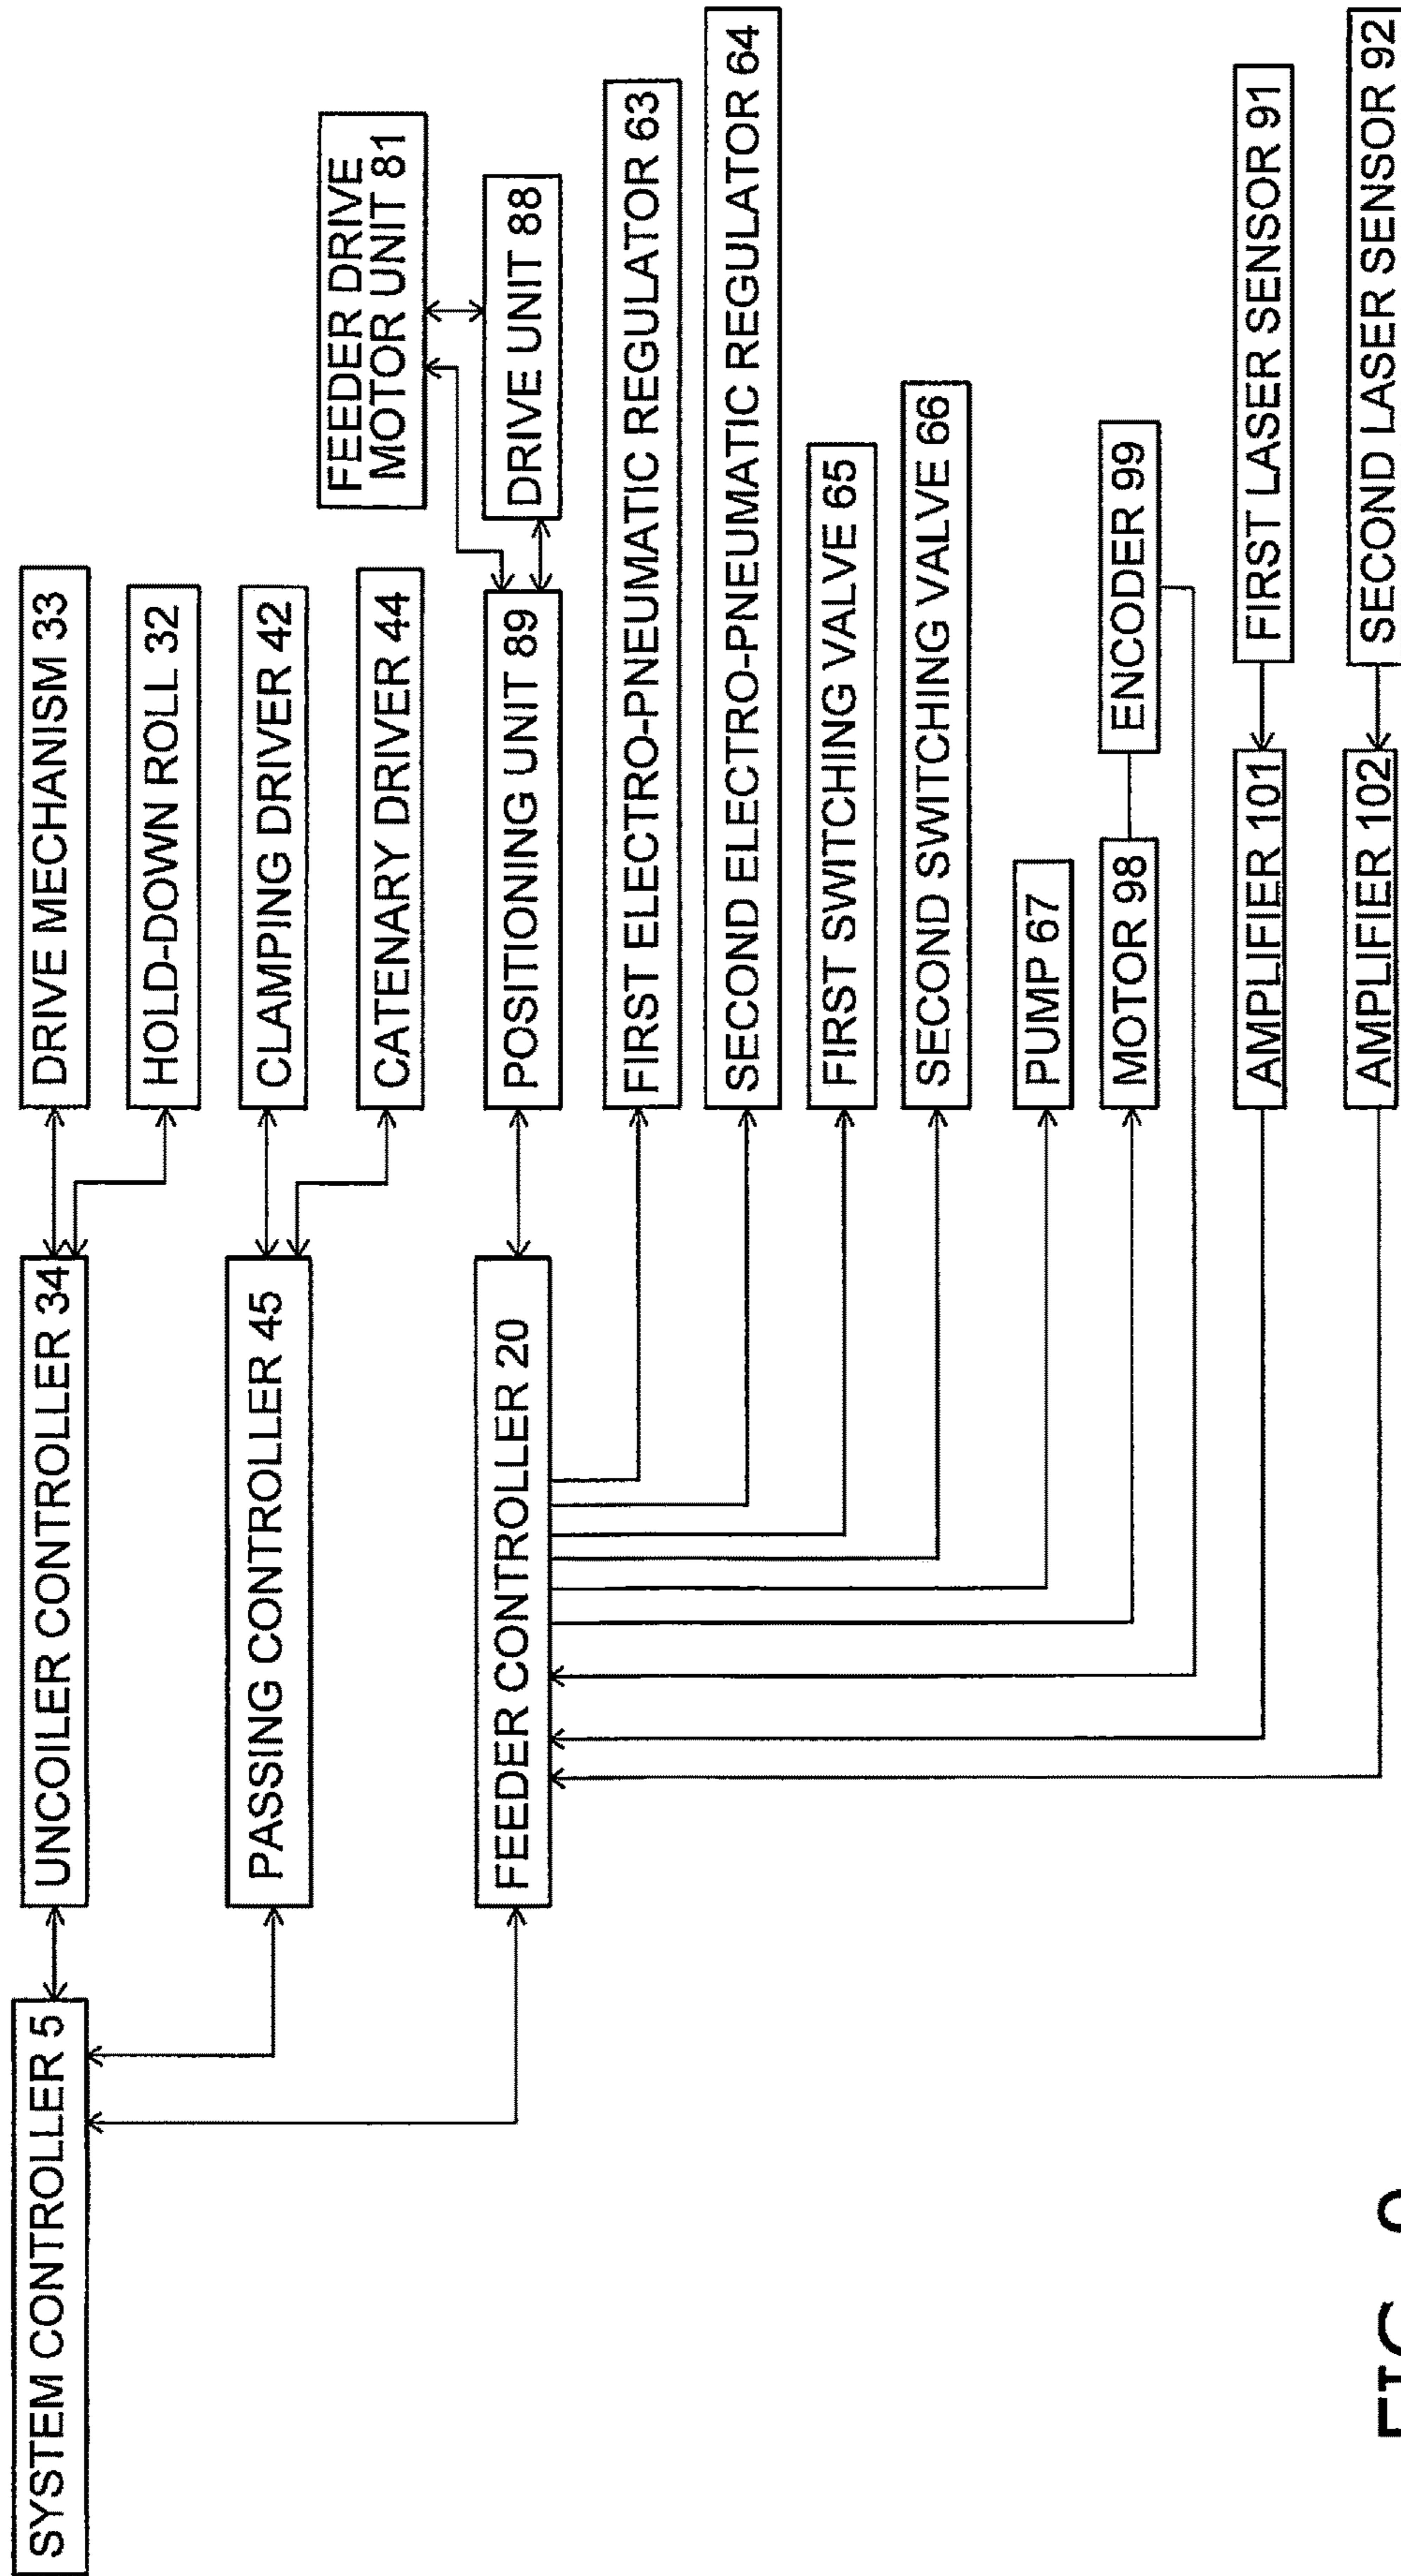 SYSTEM CONTROLLER 5
UNCOILER CONTROLLER 34
DRIVE MECHANISM 33
HOLD-DOWN ROLL 32
PASSING CONTROLLER 45
CLAMPING DRIVER 42
CATENARY DRIVER 44
FEEDER DRIVE
MOTOR UNIT 81
FEEDER CONTROLLER 20
POSITIONING UNIT 89
DRIVE UNIT 88
FIRST ELECTRO-PNEUMATIC REGULATOR 63
SECOND ELECTRO-PNEUMATIC REGULATOR 64
FIRST SWITCHING VALVE 65
SECOND SWITCHING VALVE 66
PUMP 67
MOTOR 98
ENCODER 99
AMPLIFIER 101
FIRST LASER SENSOR 91
AMPLIFIER 102
SECOND LASER SENSOR 92